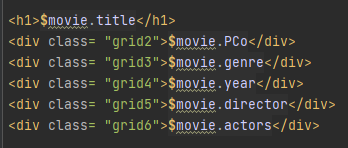 <h1>$movie.title</h1>
<div class= "grid2">$movie.PCo</div>
<div class= "grid3">$movie.genre</div>
<div class= "grid4">$movie.year</div>
<div class= "grid5">$movie.director</div>
<div class= "grid6">$movie.actors</div>